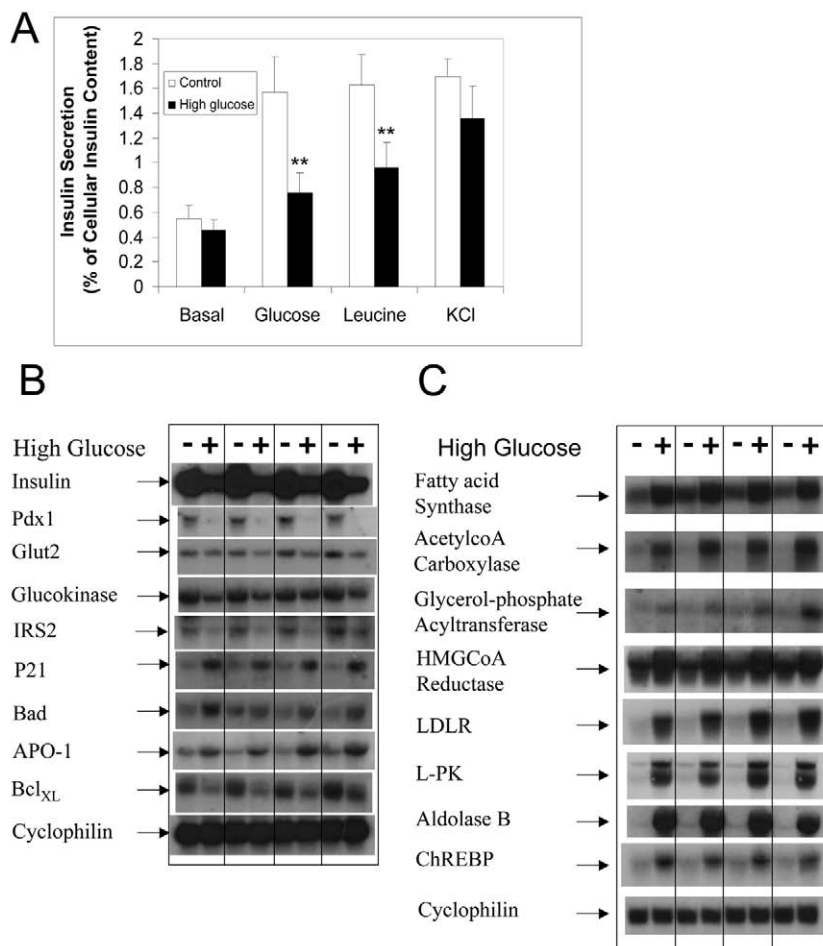 A
Insulin Secretion
(% of Cellular Insulin Content)
2
1.8
1.6
1.4
1.2
1
0.8
0.6
0.4
0.2
0
Control
High glucose
**
**
Basal Glucose Leucine KCl
B
High Glucose - + - + - + - +
Insulin
Pdx1
Glut2
Glucokinase
IRS2
P21
Bad
APO-1
BclXL
Cyclophilin
C
High Glucose - + - + - + - +
Fatty acid
Synthase
AcetylcoA
Carboxylase
Glycerol-phosphate
Acyltransferase
HMGCoA
Reductase
LDLR
L-PK
Aldolase B
ChREBP
Cyclophilin